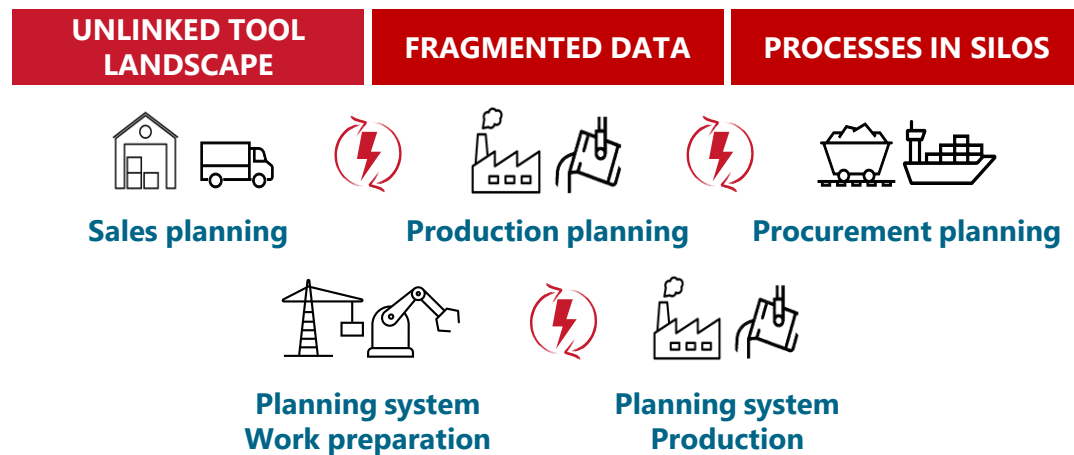 UNLINKED TOOL
LANDSCAPE
FRAGMENTED DATA
PROCESSES IN SILOS
Sales planning
Production planning
Procurement planning
Planning system
Work preparation
Planning system
Production